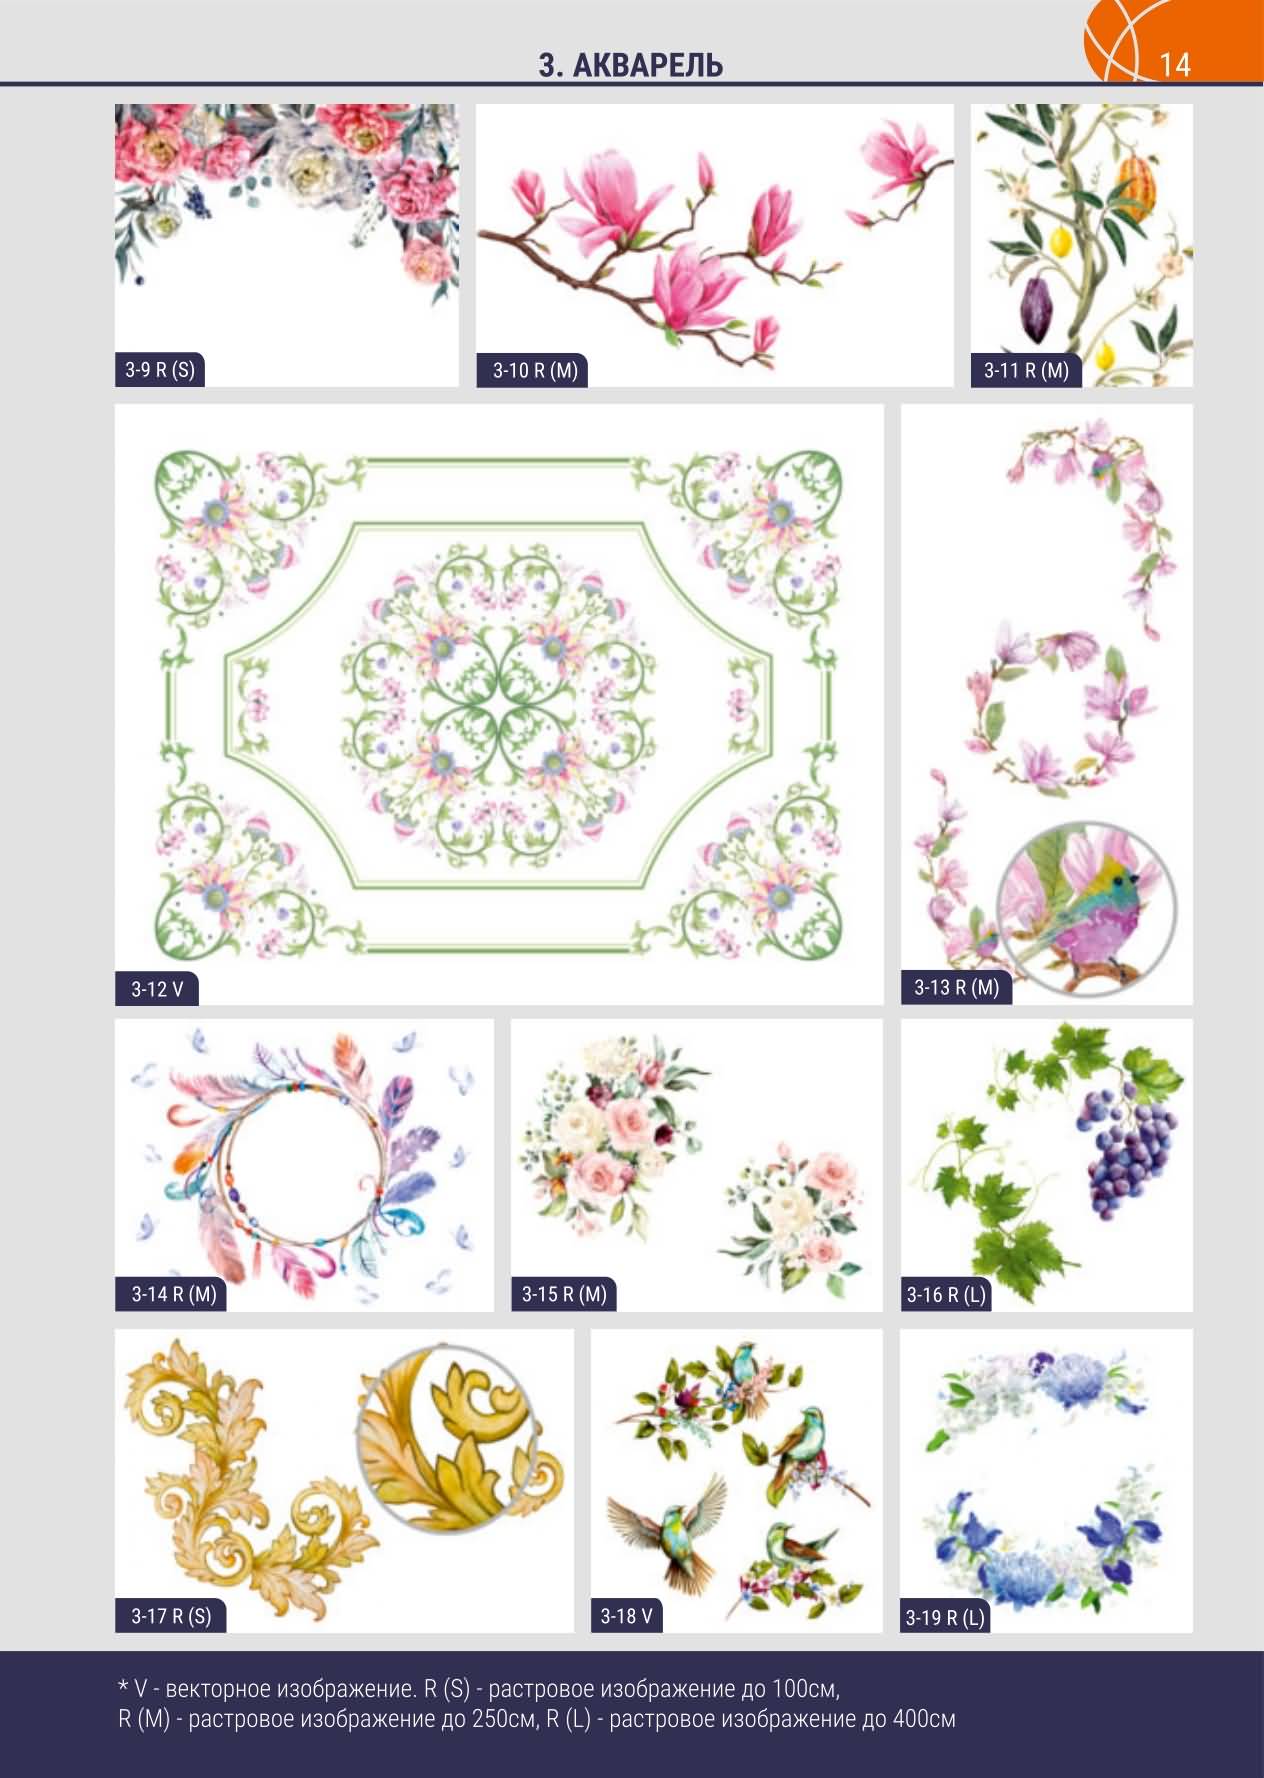 3. АКВАРЕЛЬ
14
3-9 R (S)
3-10 R (M)
3-11 R (M)
3-12 V
3-13 R (M)
3-14 R (M)
3-15 R (M)
3-16 R (L)
3-17 R (S)
3-18 V
3-19 R (L)
* V - векторное изображение. R (S) - растровое изображение до 100см,
R (M) - растровое изображение до 250см, R (L) - растровое изображение до 400см